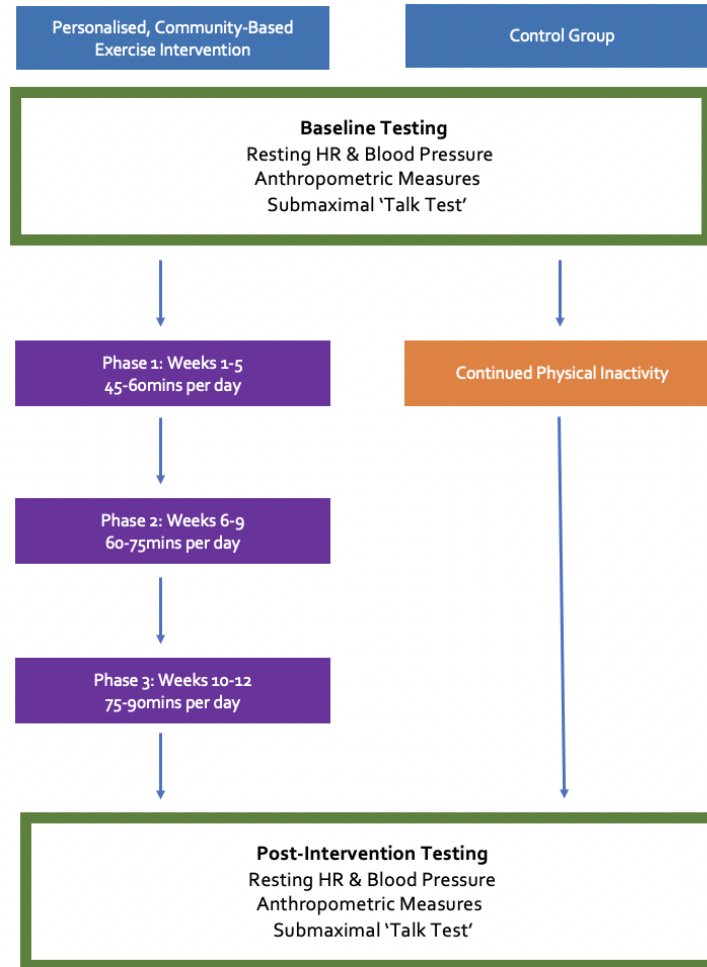 Personalised, Community-Based
Exercise Intervention
Control Group
Baseline Testing
Resting HR & Blood Pressure
Anthropometric Measures
Submaximal ‘Talk Test’
Phase 1: Weeks 1-5
45-60mins per day
Continued Physical Inactivity
Phase 2: Weeks 6-9
60-75mins per day
Phase 3: Weeks 10-12
75-90mins per day
Post-Intervention Testing
Resting HR & Blood Pressure
Anthropometric Measures
Submaximal ‘Talk Test’